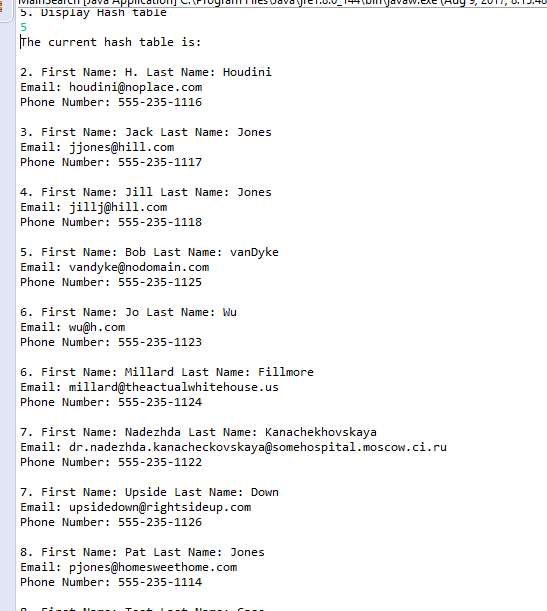 MainSearch [Java Application] C:\Program Files\Java\jre1.8.0_144\bin\javaw.exe (Aug 9, 2017, 8:15:48
5. Display Hash table
5
The current hash table is:
2. First Name: H. Last Name: Houdini
Email: houdini@noplace.com
Phone Number: 555-235-1116
3. First Name: Jack Last Name: Jones
Email: jjones@hill.com
Phone Number: 555-235-1117
4. First Name: Jill Last Name: Jones
Email: jillj@hill.com
Phone Number: 555-235-1118
5. First Name: Bob Last Name: vanDyke
Email: vandyke@nodomain.com
Phone Number: 555-235-1125
6. First Name: Jo Last Name: Wu
Email: wu@h.com
Phone Number: 555-235-1123
6. First Name: Millard Last Name: Fillmore
Email: millard@theactualwhitehouse.us
Phone Number: 555-235-1124
7. First Name: Nadezhda Last Name: Kanachekhovskaya
Email: dr.nadezhda.kanacheckovskaya@somehospital.moscow.ci.ru
Phone Number: 555-235-1122
7. First Name: Upside Last Name: Down
Email: upsidedown@rightsideup.com
Phone Number: 555-235-1126
8. First Name: Pat Last Name: Jones
Email: pjones@homesweethome.com
Phone Number: 555-235-1114
8. First Name: Test Last Name: Case